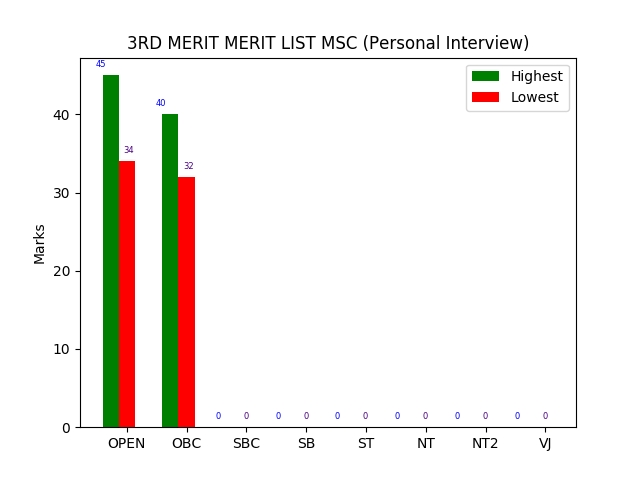 3RD MERIT MERIT LIST MSC (Personal Interview)
Highest
Lowest
Marks
40
30
20
10
0
45
34
40
32
0 0 0 0 0 0 0 0 0 0 0 0
OPEN OBC SBC SB ST NT NT2 VJ